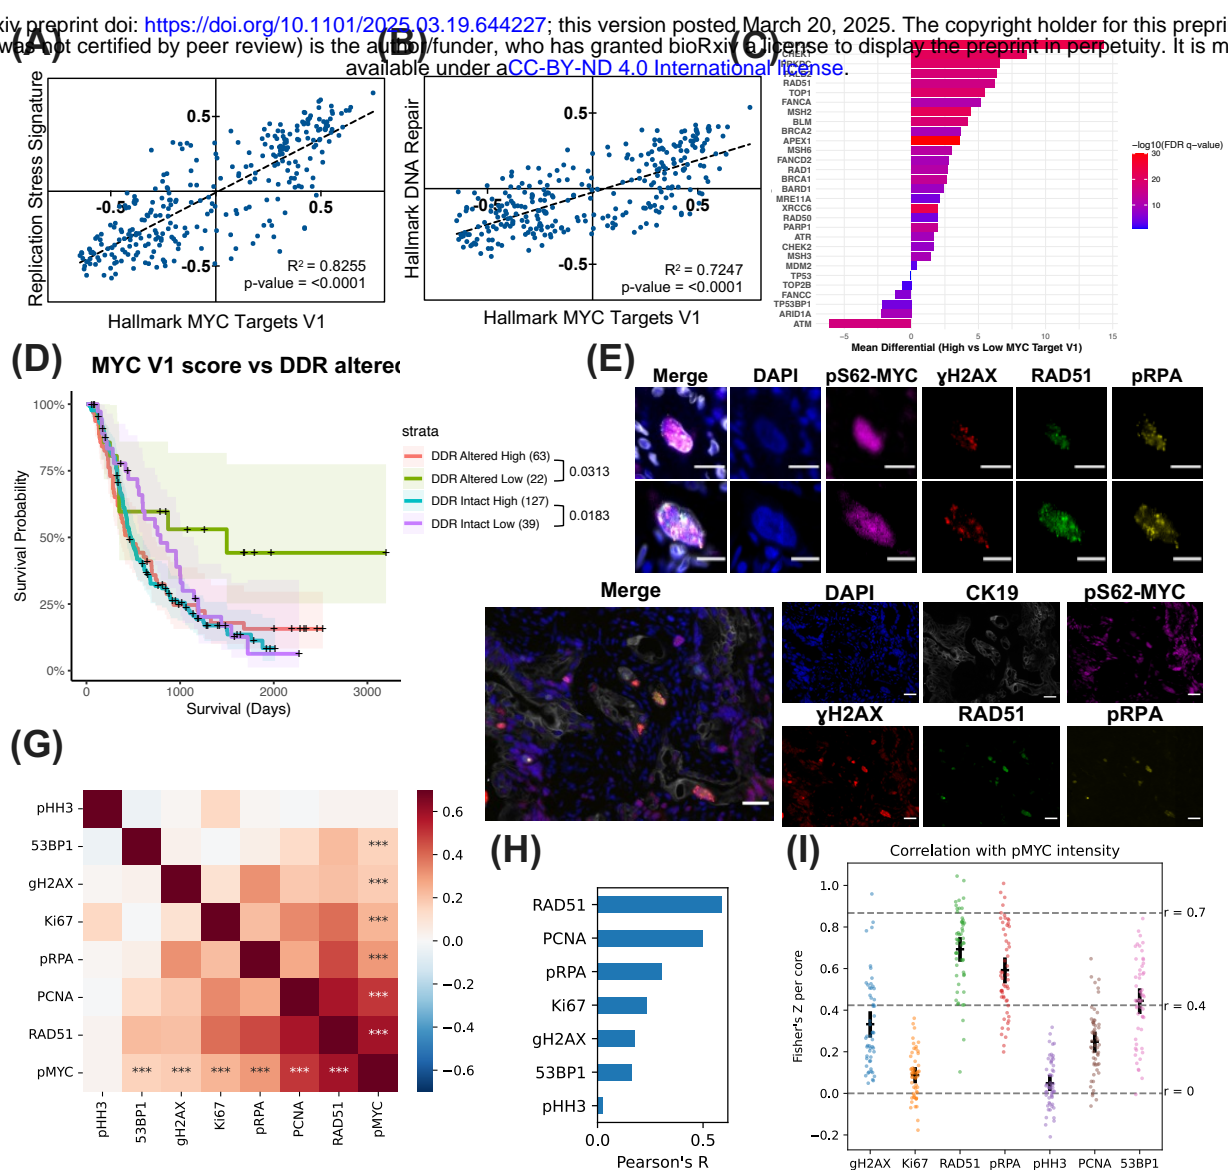 xiv preprint doi: https://doi.org/10.1101/2025.03.19.644227; this version posted March 20, 2025. The copyright holder for this prepri
was not certified by peer review) is the author/funder, who has granted bioRxiv a license to display the preprint in perpetuity. It is m
available under aCC-BY-ND 4.0 International license.
(A)
Replication Stress Signature
0.5
-0.5
0.5
-0.5
R² = 0.8255
p-value = <0.0001
Hallmark MYC Targets V1
(B)
Hallmark DNA Repair
0.5
-0.5
0.5
-0.5
R² = 0.7247
p-value = <0.0001
Hallmark MYC Targets V1
(C)
CHEK1
RAD51
TOP1
FANCA
MSH2
BLM
BRCA2
APEX1
MSH6
FANCD2
RAD1
BRCA1
BARD1
MRE11A
XRCC6
RAD50
PARP1
ATR
CHEK2
MSH3
MDM2
TP53
TOP2B
FANCC
TP53BP1
ARID1A
ATM
-5
0
5
10
15
Mean Differential (High vs Low MYC Target V1)
-log10(FDR q-value)
30
20
10
(D)
MYC V1 score vs DDR altered
100%
75%
50%
25%
0%
Survival Probability
0
1000
2000
3000
Survival (Days)
strata
DDR Altered High (63)
DDR Altered Low (22)
DDR Intact High (127)
DDR Intact Low (39)
0.0313
0.0183
(E)
Merge
DAPI
pS62-MYC
ɣH2AX
RAD51
pRPA
Merge
DAPI
CK19
pS62-MYC
ɣH2AX
RAD51
pRPA
(G)
pHH3
53BP1
gH2AX
Ki67
pRPA
PCNA
RAD51
pMYC
***
***
***
***
***
***
*** *** *** *** *** ***
pHH3
53BP1
gH2AX
Ki67
pRPA
PCNA
RAD51
pMYC
0.6
0.4
0.2
0.0
−0.2
−0.4
−0.6
(H)
RAD51
PCNA
pRPA
Ki67
gH2AX
53BP1
pHH3
0.0
0.5
Pearson's R
(I)
Correlation with pMYC intensity
Fisher's Z per core
1.0
0.8
0.6
0.4
0.2
0.0
−0.2
r = 0.7
r = 0.4
r = 0
gH2AX
Ki67
RAD51
pRPA
pHH3
PCNA
53BP1